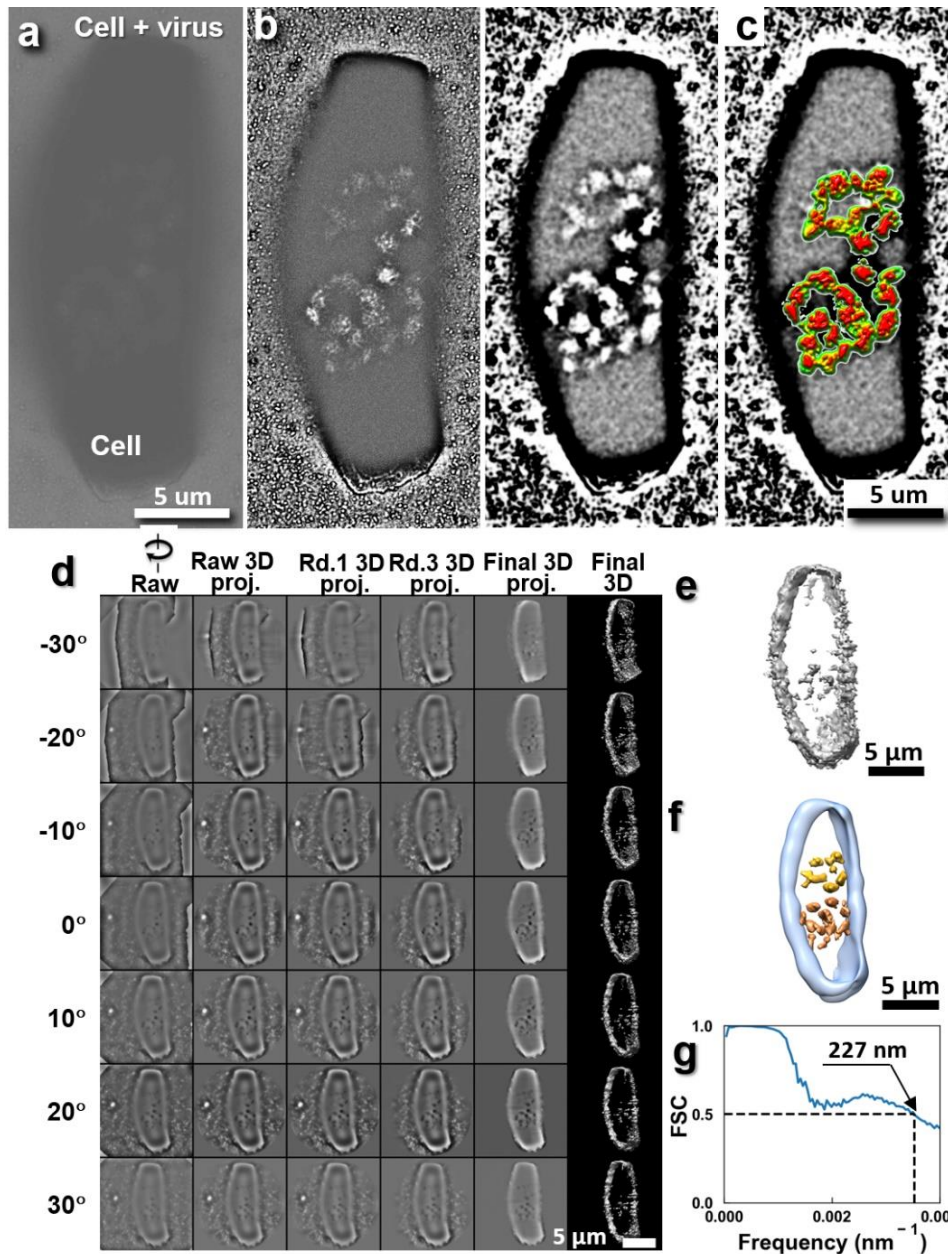 a Cell + virus b c
Cell
5 um 5 um
d Raw Raw 3D proj. Rd.1 3D proj. Rd.3 3D proj. Final 3D proj. Final 3D
-30°
-20°
-10°
0°
10°
20°
30°
5 µm
e
5 µm
f
5 µm
g
227 nm
1.0
FSC
0.5
0.0
0.000 0.002
Frequency (nm⁻¹)